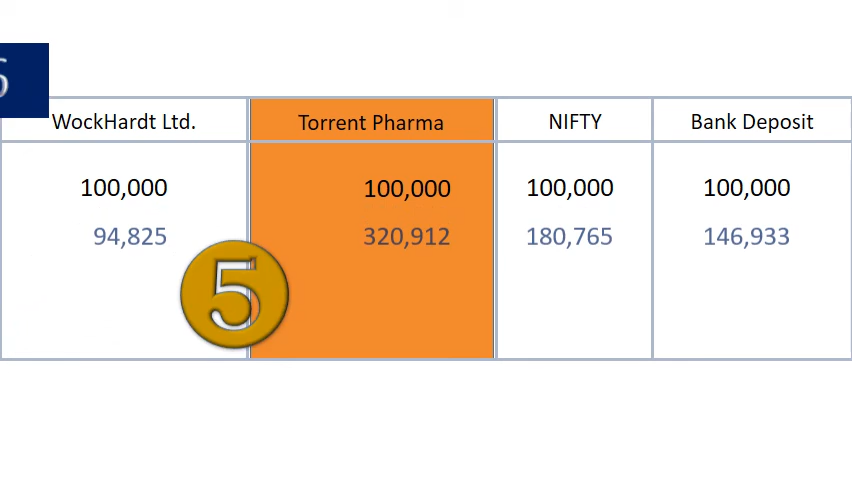 WockHardt Ltd. Torrent Pharma NIFTY Bank Deposit
100,000 100,000 100,000 100,000
94,825 320,912 180,765 146,933
5